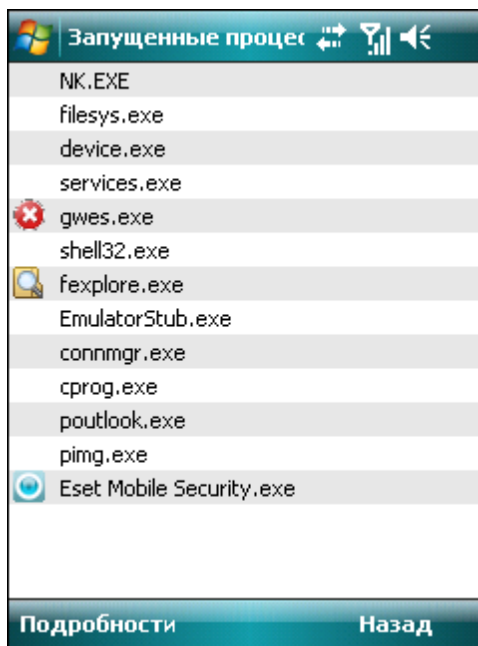 Запущенные процес
NK.EXE
filesys.exe
device.exe
services.exe
gwes.exe
shell32.exe
fexplore.exe
EmulatorStub.exe
connmgr.exe
cprog.exe
poutlook.exe
pimg.exe
Eset Mobile Security.exe
Подробности Назад